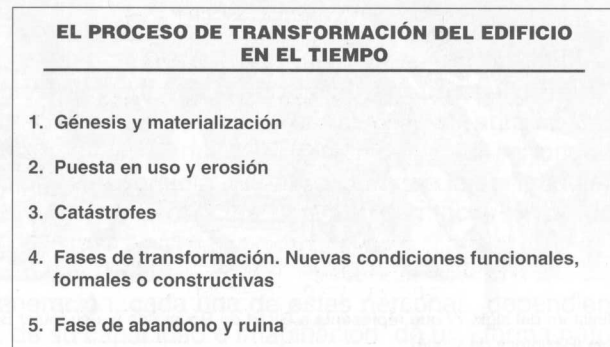 EL PROCESO DE TRANSFORMACIÓN DEL EDIFICIO
EN EL TIEMPO
1. Génesis y materialización
2. Puesta en uso y erosión
3. Catástrofes
4. Fases de transformación. Nuevas condiciones funcionales,
formales o constructivas
5. Fase de abandono y ruina